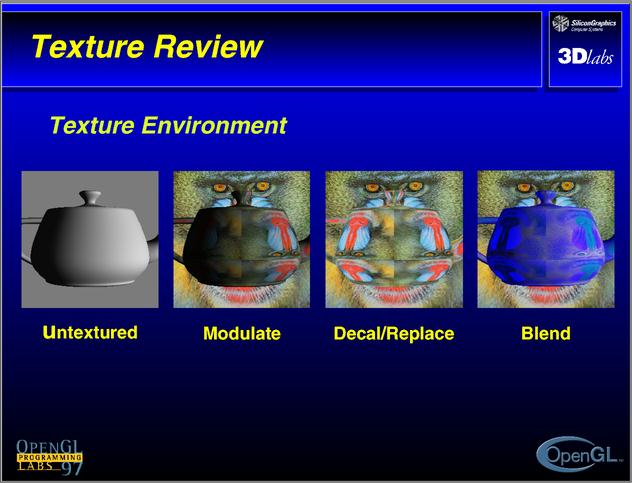 Texture Review
SiliconGraphics
Computer Systems
3Dlabs
Texture Environment
untextured
Modulate
Decal/Replace
Blend
OPENGL
PROGRAMMING
LABS 97
OpenGL